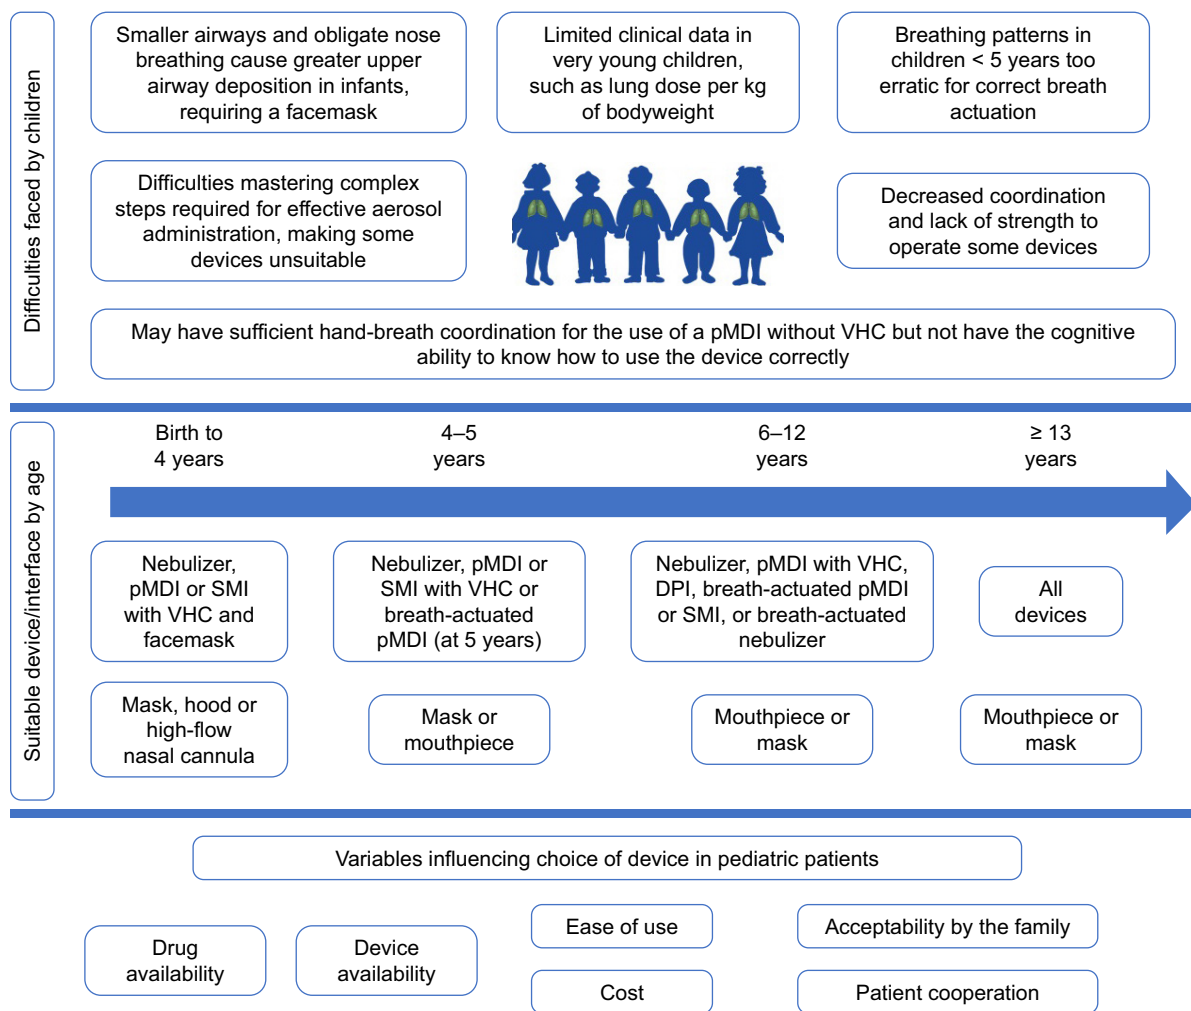 Difficulties faced by children
Smaller airways and obligate nose
breathing cause greater upper
airway deposition in infants,
requiring a facemask
Limited clinical data in
very young children,
such as lung dose per kg
of bodyweight
Breathing patterns in
children < 5 years too
erratic for correct breath
actuation
Difficulties mastering complex
steps required for effective aerosol
administration, making some
devices unsuitable
Decreased coordination
and lack of strength to
operate some devices
May have sufficient hand-breath coordination for the use of a pMDI without VHC but not have the cognitive
ability to know how to use the device correctly
Suitable device/interface by age
Birth to
4 years
4–5
years
6–12
years
≥ 13
years
Nebulizer,
pMDI or SMI
with VHC and
facemask
Nebulizer, pMDI or
SMI with VHC or
breath-actuated
pMDI (at 5 years)
Nebulizer, pMDI with VHC,
DPI, breath-actuated pMDI
or SMI, or breath-actuated
nebulizer
All
devices
Mask, hood or
high-flow
nasal cannula
Mask or
mouthpiece
Mouthpiece or
mask
Mouthpiece or
mask
Variables influencing choice of device in pediatric patients
Drug
availability
Device
availability
Ease of use
Cost
Acceptability by the family
Patient cooperation